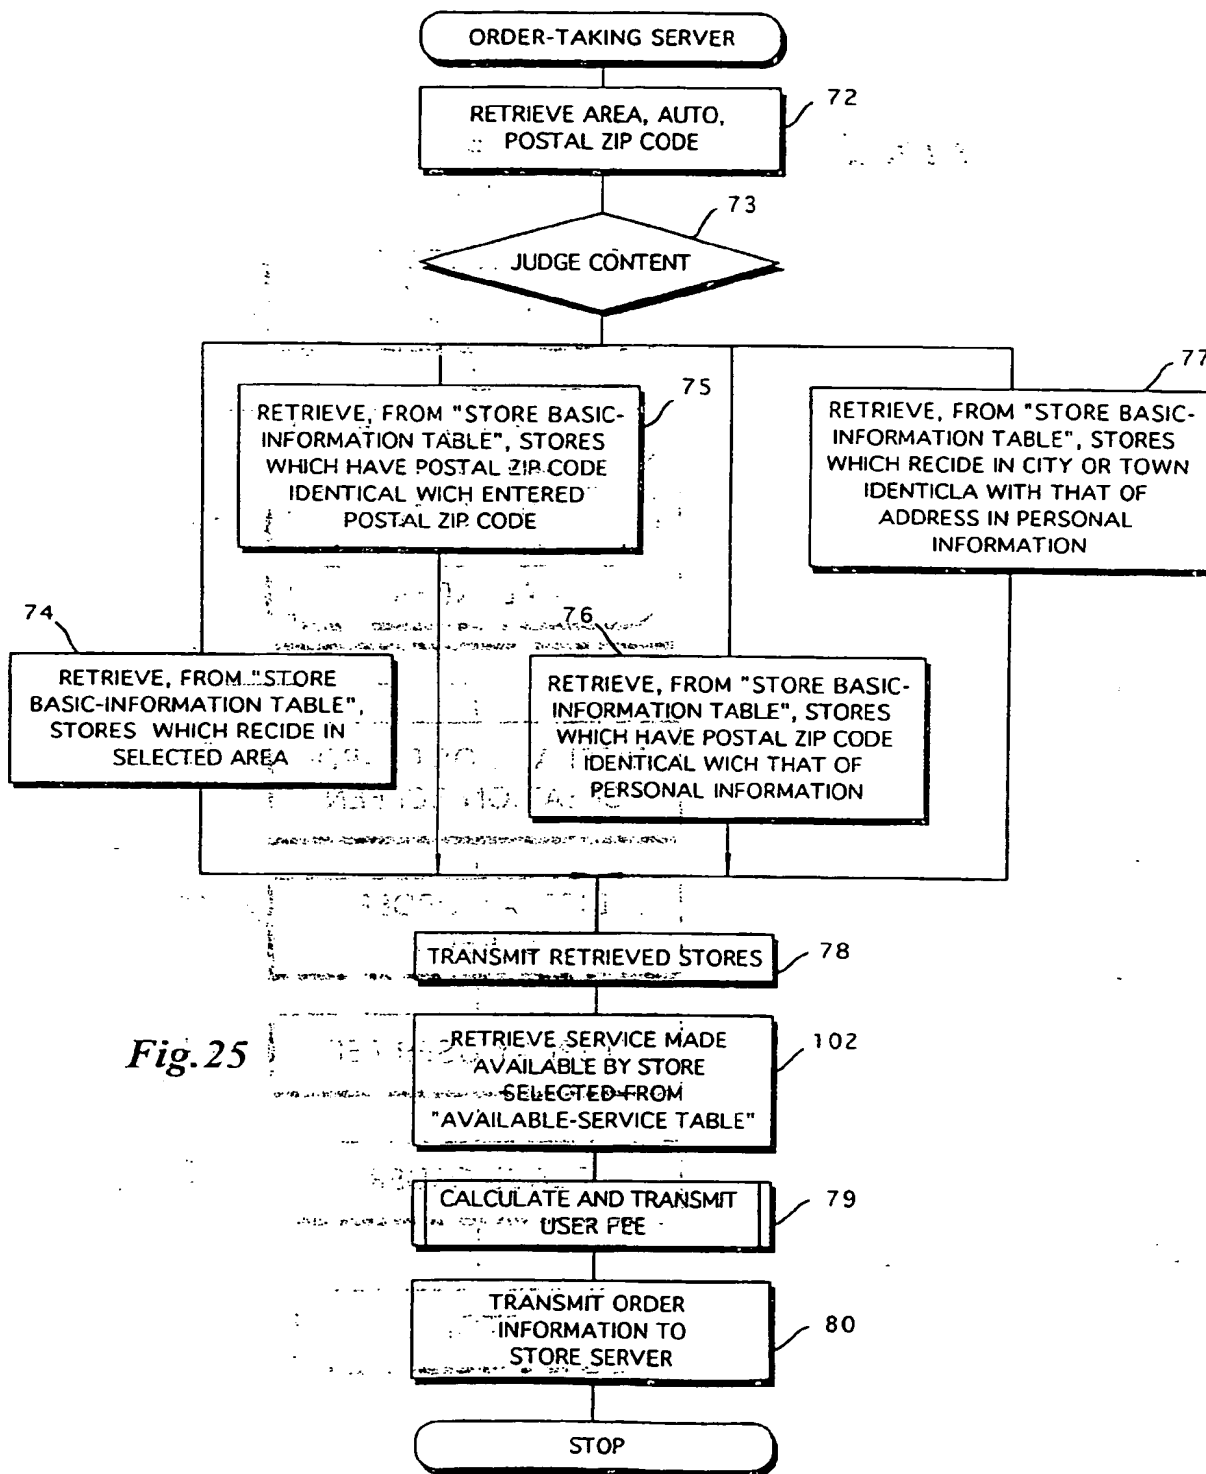 ORDER-TAKING SERVER
72
RETRIEVE AREA, AUTO,
POSTAL ZIP CODE
73
JUDGE CONTENT
75
RETRIEVE, FROM "STORE BASIC-
INFORMATION TABLE", STORES
WHICH HAVE POSTAL ZIP CODE
IDENTICAL WICH ENTERED
POSTAL ZIP CODE
77
RETRIEVE, FROM "STORE BASIC-
INFORMATION TABLE", STORES
WHICH RECIDE IN CITY OR TOWN
IDENTICLA WITH THAT OF
ADDRESS IN PERSONAL
INFORMATION
74
RETRIEVE, FROM "STORE
BASIC-INFORMATION TABLE",
STORES WHICH RECIDE IN
SELECTED AREA
76
RETRIEVE, FROM "STORE BASIC-
INFORMATION TABLE", STORES
WHICH HAVE POSTAL ZIP CODE
IDENTICAL WICH THAT OF
PERSONAL INFORMATION
TRANSMIT RETRIEVED STORES
78
Fig.25
RETRIEVE SERVICE MADE
AVAILABLE BY STORE
SELECTED FROM
"AVAILABLE-SERVICE TABLE"
102
CALCULATE AND TRANSMIT
USER FEE
79
TRANSMIT ORDER
INFORMATION TO
STORE SERVER
80
STOP